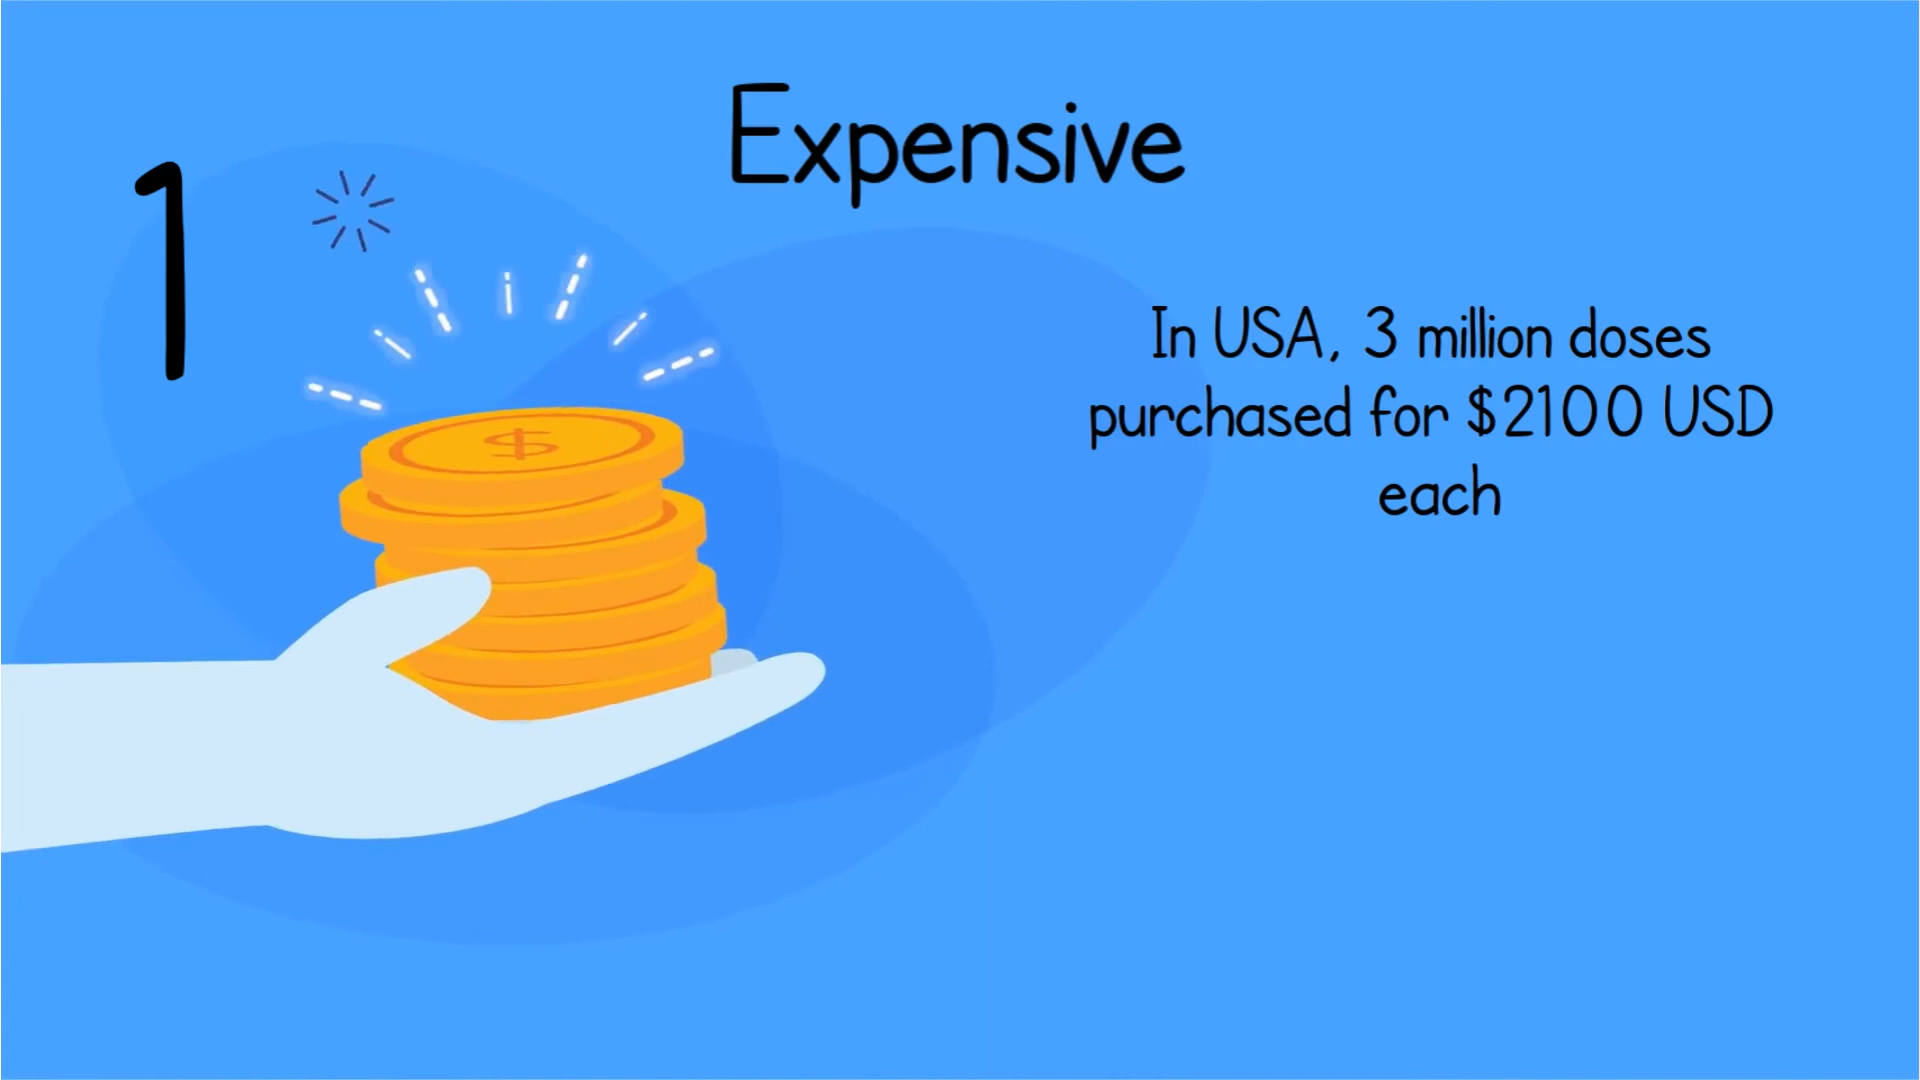 Expensive
1
$
In USA, 3 million doses
purchased for $2100 USD
each